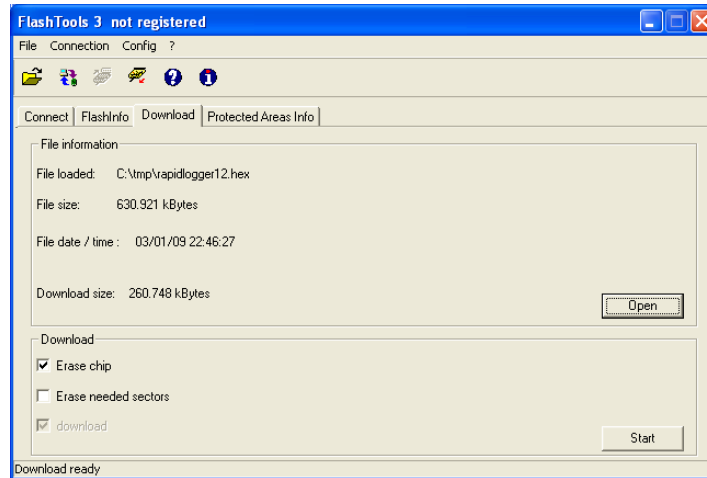 FlashTools 3 not registered
File Connection Config ?
Connect FlashInfo Download Protected Areas Info
File information
File loaded: C:\tmp\rapidlogger12.hex
File size: 630.921 kBytes
File date / time : 03/01/09 22:46:27
Download size: 260.748 kBytes
Open
Download
Erase chip
Erase needed sectors
download
Start
Download ready